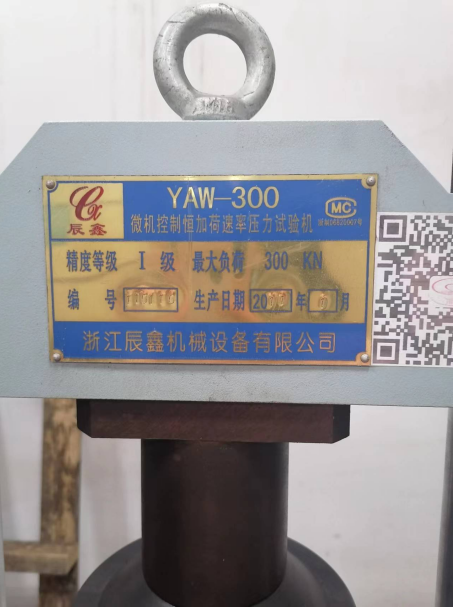 YAW-300
微机控制恒加荷速率压力试验机
MC
辰鑫
精度等级 I 级 最大负荷 300-KN
编 号 生产日期 20 年 月
浙江辰鑫机械设备有限公司